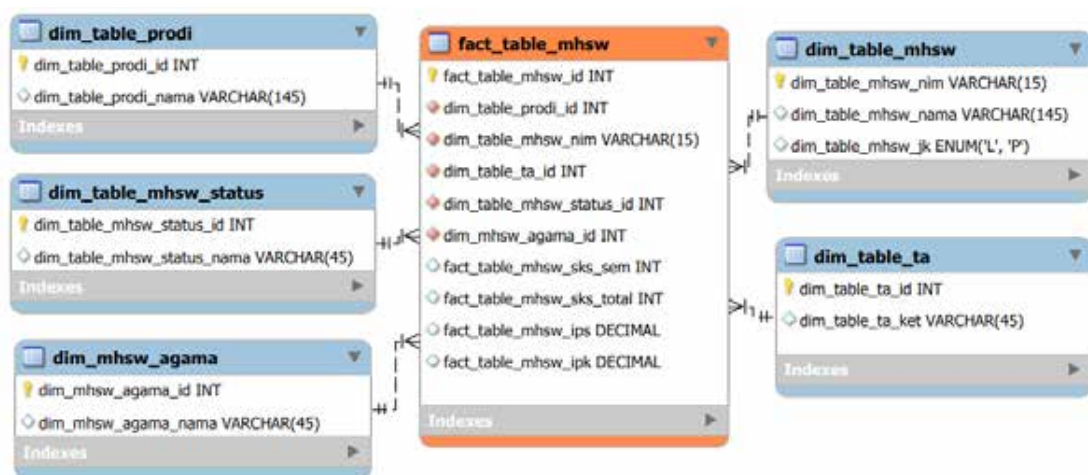 dim_table_prodi
dim_table_prodi_id INT
dim_table_prodi_nama VARCHAR(145)
Indexes
dim_table_mhsw_status
dim_table_mhsw_status_id INT
dim_table_mhsw_status_nama VARCHAR(45)
Indexes
dim_mhsw_agama
dim_mhsw_agama_id INT
dim_mhsw_agama_nama VARCHAR(45)
Indexes
fact_table_mhsw
fact_table_mhsw_id INT
dim_table_prodi_id INT
dim_table_mhsw_nim VARCHAR(15)
dim_table_ta_id INT
dim_table_mhsw_status_id INT
dim_mhsw_agama_id INT
fact_table_mhsw_sks_sem INT
fact_table_mhsw_sks_total INT
fact_table_mhsw_ips DECIMAL
fact_table_mhsw_ipk DECIMAL
Indexes
dim_table_mhsw
dim_table_mhsw_nim VARCHAR(15)
dim_table_mhsw_nama VARCHAR(145)
dim_table_mhsw_jk ENUM('L', 'P')
Indexes
dim_table_ta
dim_table_ta_id INT
dim_table_ta_ket VARCHAR(45)
Indexes